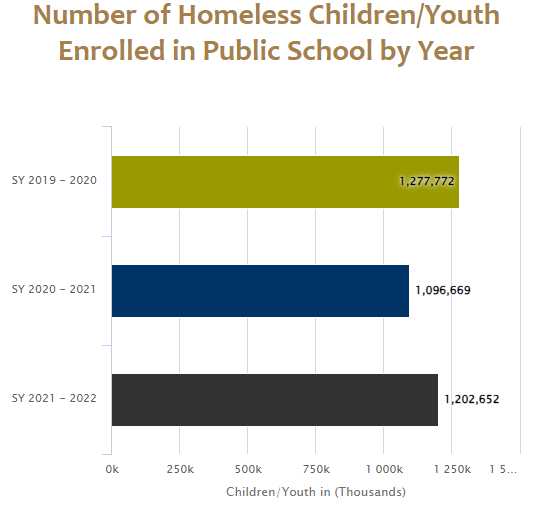 Number of Homeless Children/Youth
Enrolled in Public School by Year
SY 2019 - 2020
1,277,772
SY 2020 - 2021
1,096,669
SY 2021 - 2022
1,202,652
0k 250k 500k 750k 1 000k 1 250k 1 5...
Children/Youth in (Thousands)